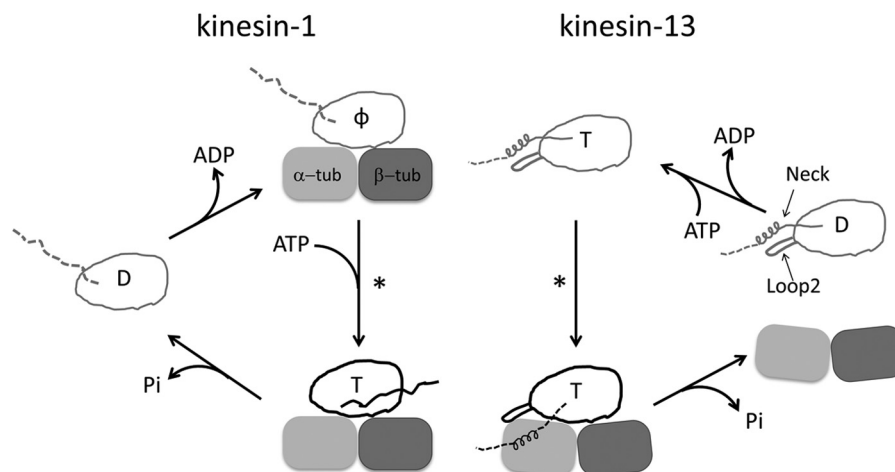 kinesin-1
kinesin-13
ϕ
α–tub
β–tub
ADP
D
ATP
*
T
Pi
T
ADP
Neck
ATP
D
Loop2
*
T
Pi